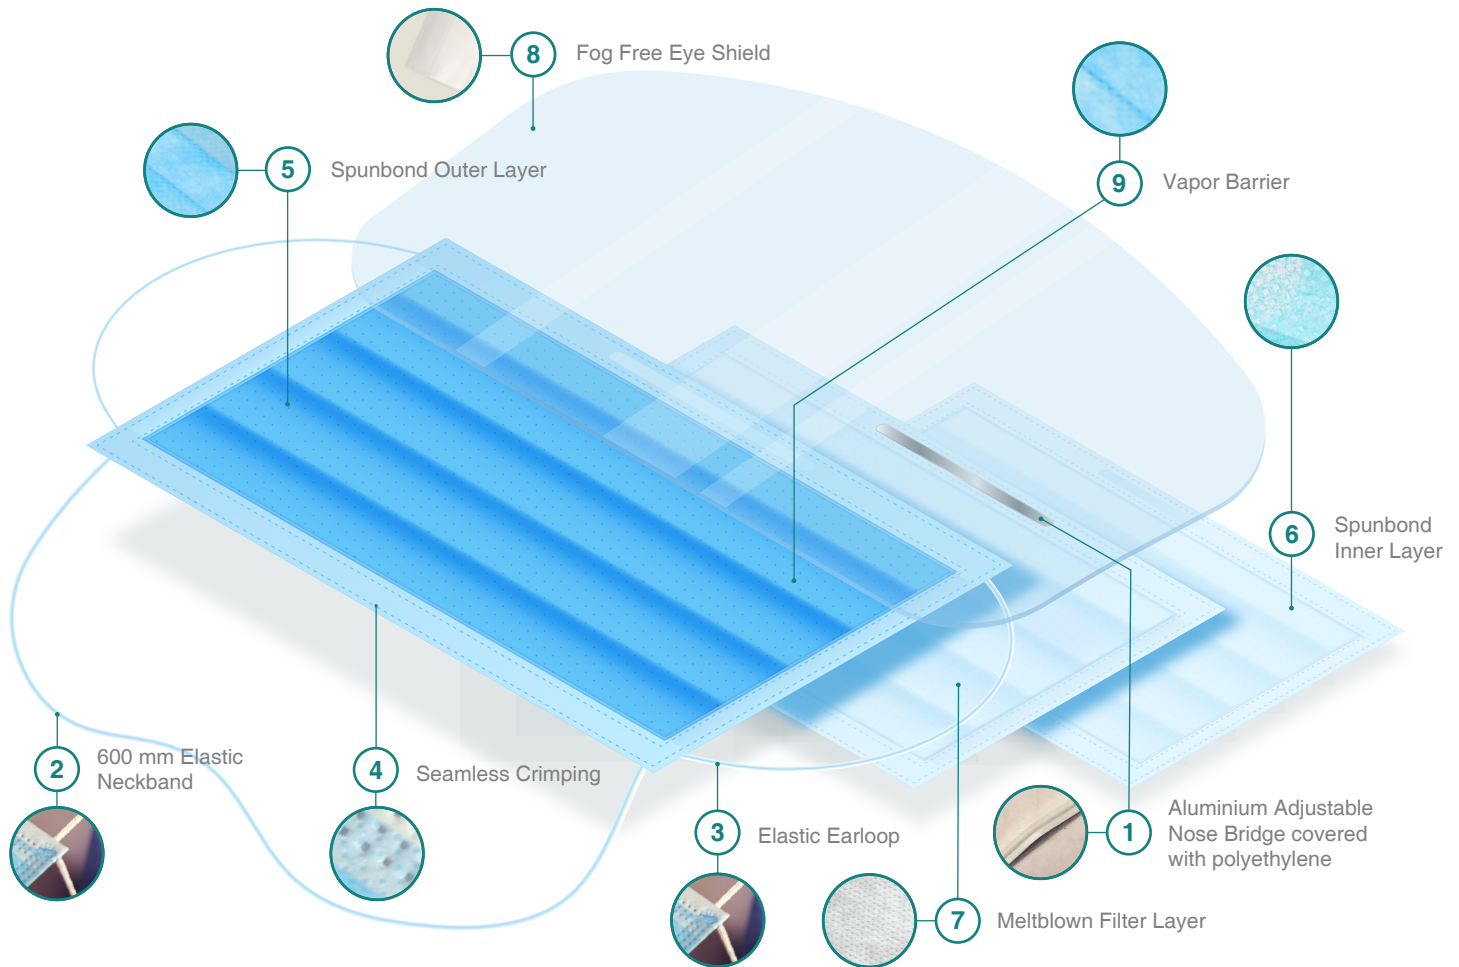 8
Fog Free Eye Shield
5
Spunbond Outer Layer
9
Vapor Barrier
6
Spunbond
Inner Layer
2
600 mm Elastic
Neckband
4
Seamless Crimping
3
Elastic Earloop
1
Aluminium Adjustable
Nose Bridge covered
with polyethylene
7
Meltblown Filter Layer